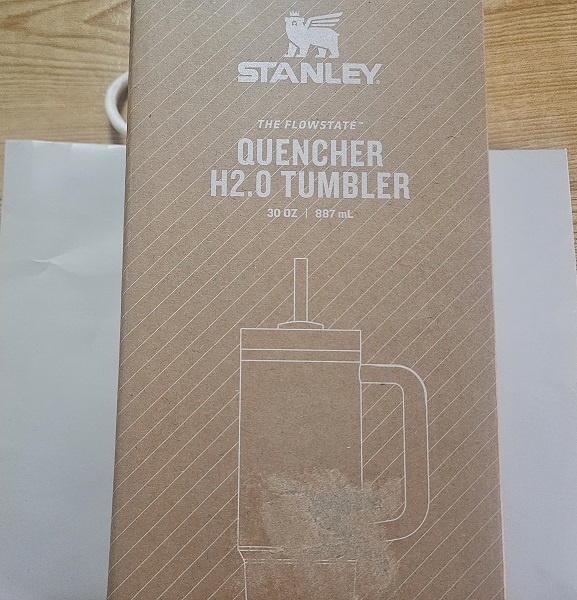 STANLEY.
THE FLOWSTATE™
QUENCHER
H2.0 TUMBLER
30 OZ | 887 mL